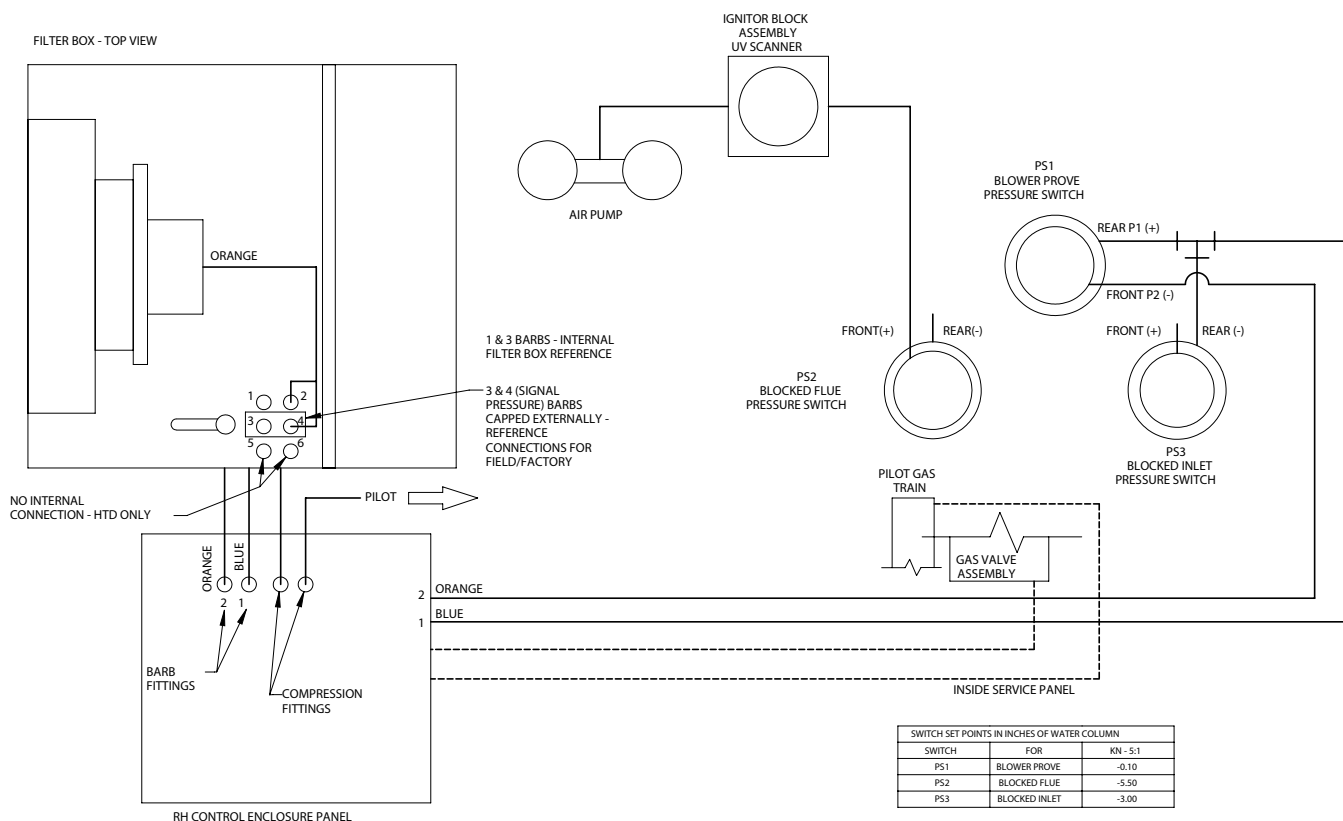 IGNITOR BLOCK
ASSEMBLY
UV SCANNER
FILTER BOX - TOP VIEW
AIR PUMP
PS1
BLOWER PROVE
PRESSURE SWITCH
REAR P1 (+)
FRONT P2 (-)
FRONT (+)
REAR (-)
PS3
BLOCKED INLET
PRESSURE SWITCH
FRONT(+)
REAR(-)
PS2
BLOCKED FLUE
PRESSURE SWITCH
ORANGE
1 & 3 BARBS - INTERNAL
FILTER BOX REFERENCE
3 & 4 (SIGNAL
PRESSURE) BARBS
CAPPED EXTERNALLY -
REFERENCE
CONNECTIONS FOR
FIELD/FACTORY
1
2
3
4
5
6
NO INTERNAL
CONNECTION - HTD ONLY
PILOT
PILOT GAS
TRAIN
GAS VALVE
ASSEMBLY
ORANGE
BLUE
2
1
2
ORANGE
1
BLUE
BARB
FITTINGS
COMPRESSION
FITTINGS
INSIDE SERVICE PANEL
RH CONTROL ENCLOSURE PANEL
SWITCH SET POINTS IN INCHES OF WATER COLUMN
SWITCH FOR KN - 5:1
PS1 BLOWER PROVE -0.10
PS2 BLOCKED FLUE -5.50
PS3 BLOCKED INLET -3.00